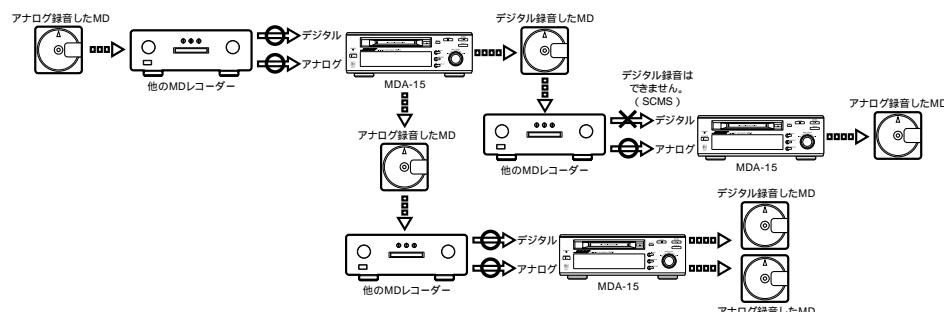 アナログ録音したMD
他のMDレコーダー
デジタル
アナログ
MDA-15
デジタル録音したMD
アナログ録音したMD
他のMDレコーダー
デジタル録音は
できません。
(SCMS)
デジタル
アナログ
MDA-15
アナログ録音したMD
他のMDレコーダー
デジタル
アナログ
MDA-15
デジタル録音したMD
アナログ録音したMD